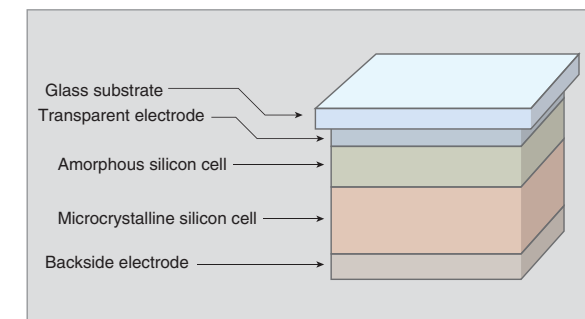 Glass substrate
Transparent electrode
Amorphous silicon cell
Microcrystalline silicon cell
Backside electrode